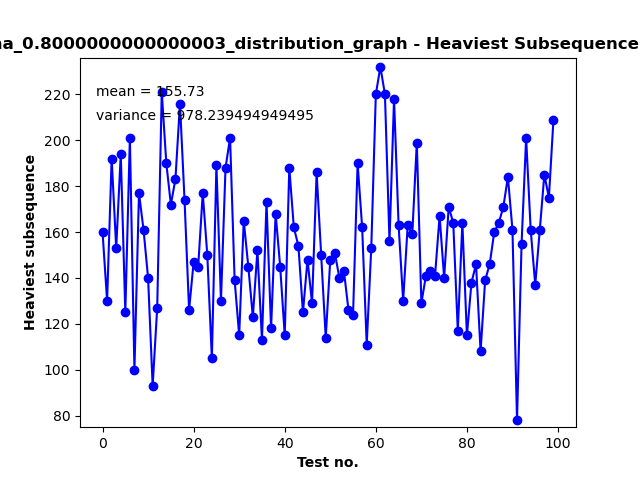 na_0.8000000000000003_distribution_graph - Heaviest Subsequence
mean = 155.73
variance = 978.239494949495
Heaviest subsequence
220
200
180
160
140
120
100
80
0 20 40 60 80 100
Test no.